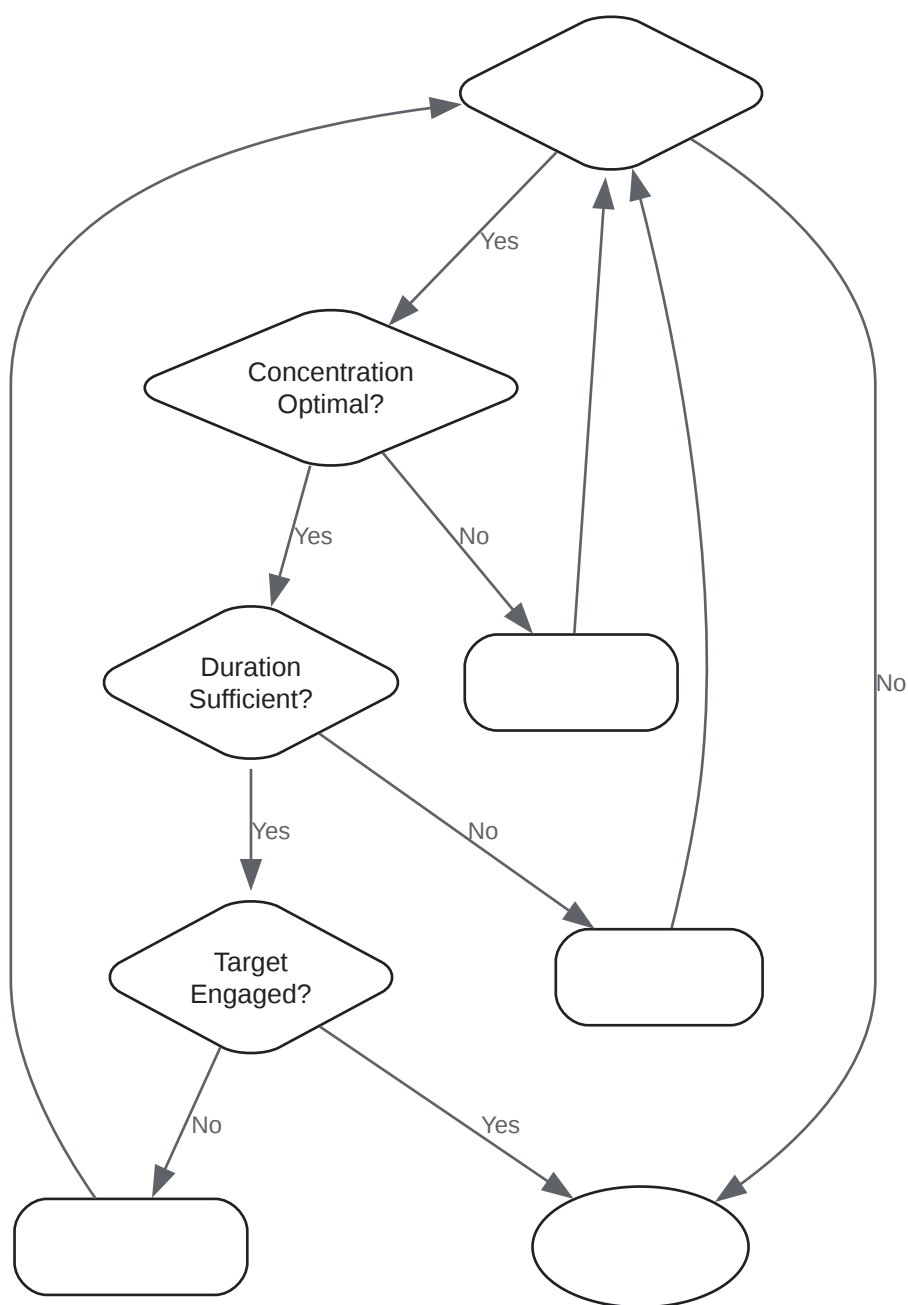 Yes
Concentration
Optimal?
Yes
No
Duration
Sufficient?
No
Yes
No
Target
Engaged?
No
Yes